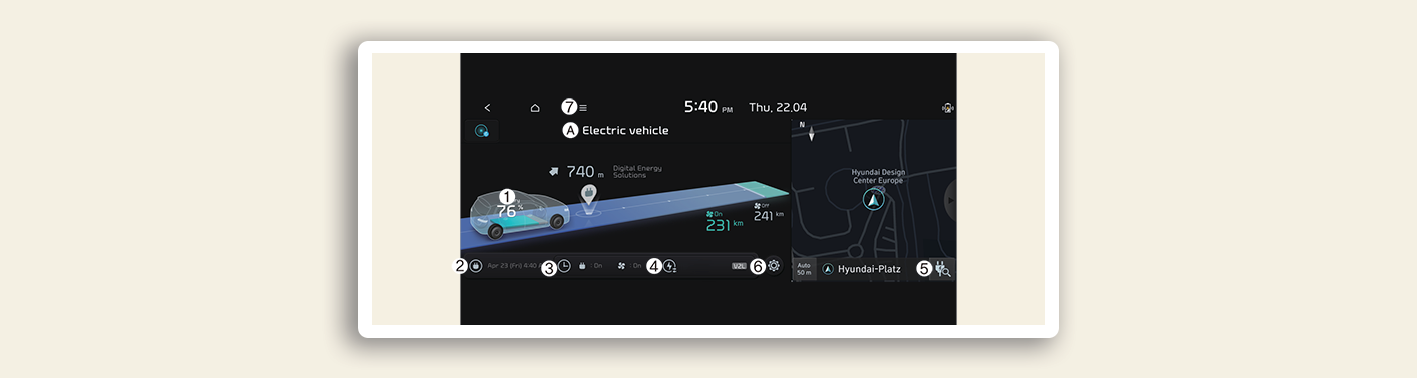 7 5:40 PM Thu, 22.04
A Electric vehicle
N
740 m Digital Energy
Solutions
Hyundai Design
Center Europe
1
76 %
On
231 km
Off
241 km
2 Apr 23 (Fri) 4:40 3 : On : On 4 V2L 6
Auto
50 m
Hyundai-Platz 5